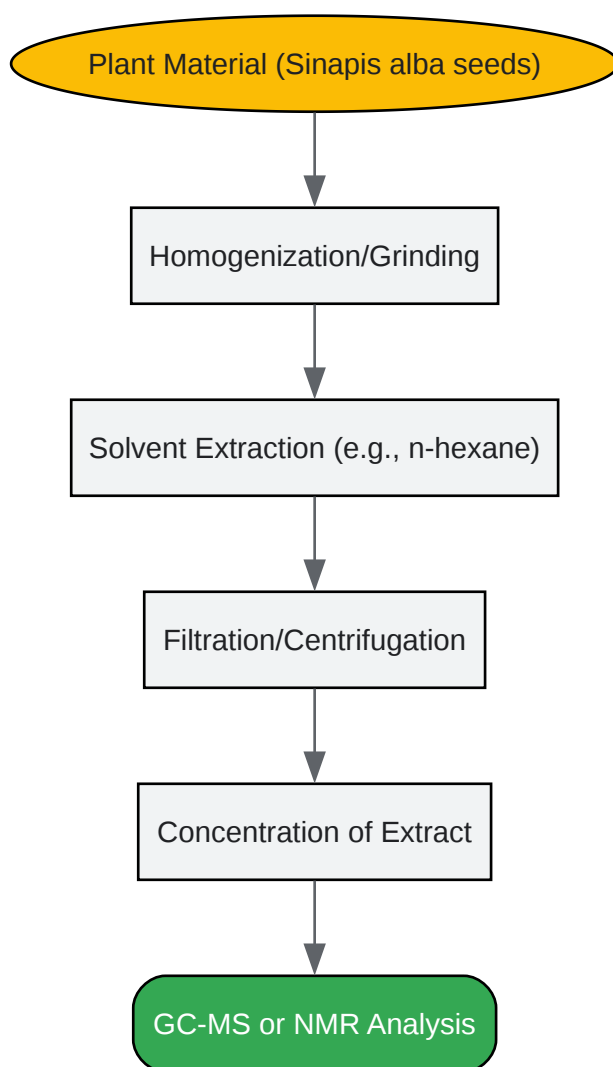 Plant Material (Sinapis alba seeds)
Homogenization/Grinding
Solvent Extraction (e.g., n-hexane)
Filtration/Centrifugation
Concentration of Extract
GC-MS or NMR Analysis